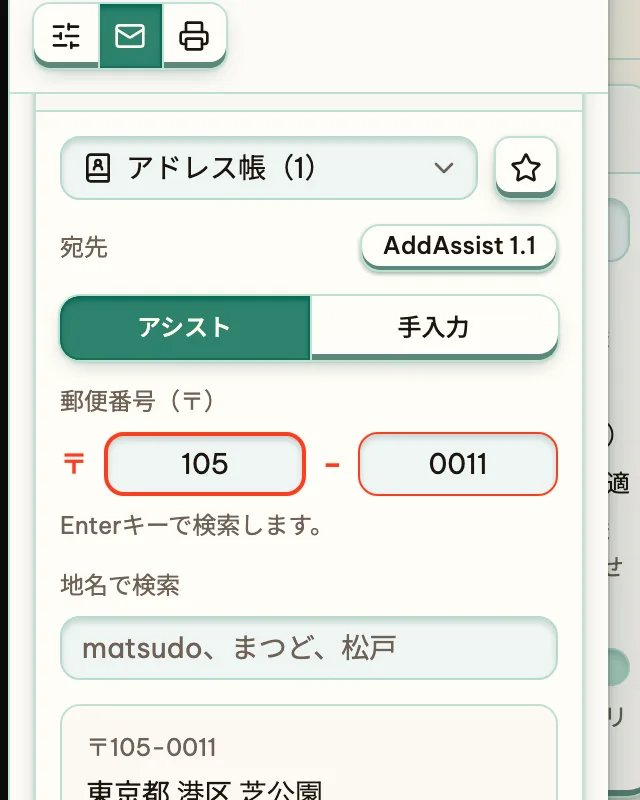 アドレス帳（1）
宛先
AddAssist 1.1
アシスト
手入力
郵便番号（〒）
〒 105 - 0011
Enterキーで検索します。
地名で検索
matsudo、まつど、松戸
〒105-0011
東京都 港区 芝公園
）
適
せ
リ